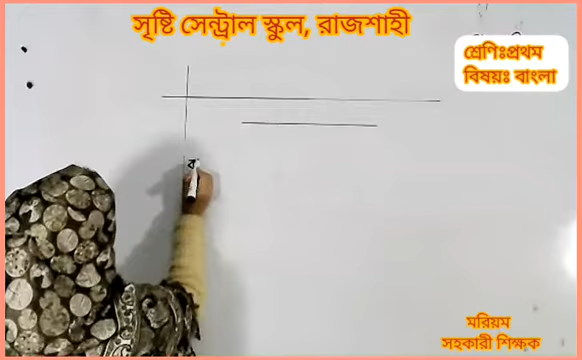 সৃষ্টি সেন্ট্রাল স্কুল, রাজশাহী
শ্রেণিঃপ্রথম
বিষয়ঃ বাংলা
ব
মরিয়ম
সহকারী শিক্ষক